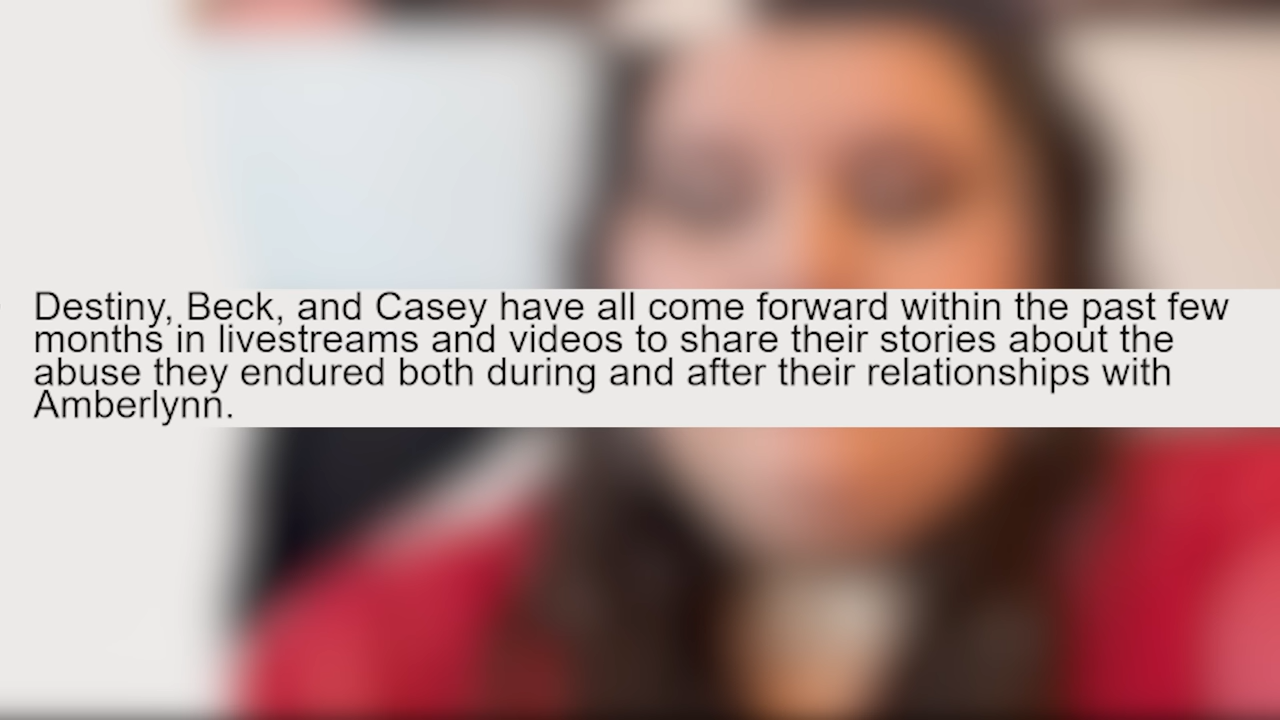 Destiny, Beck, and Casey have all come forward within the past few
months in livestreams and videos to share their stories about the
abuse they endured both during and after their relationships with
Amberlynn.